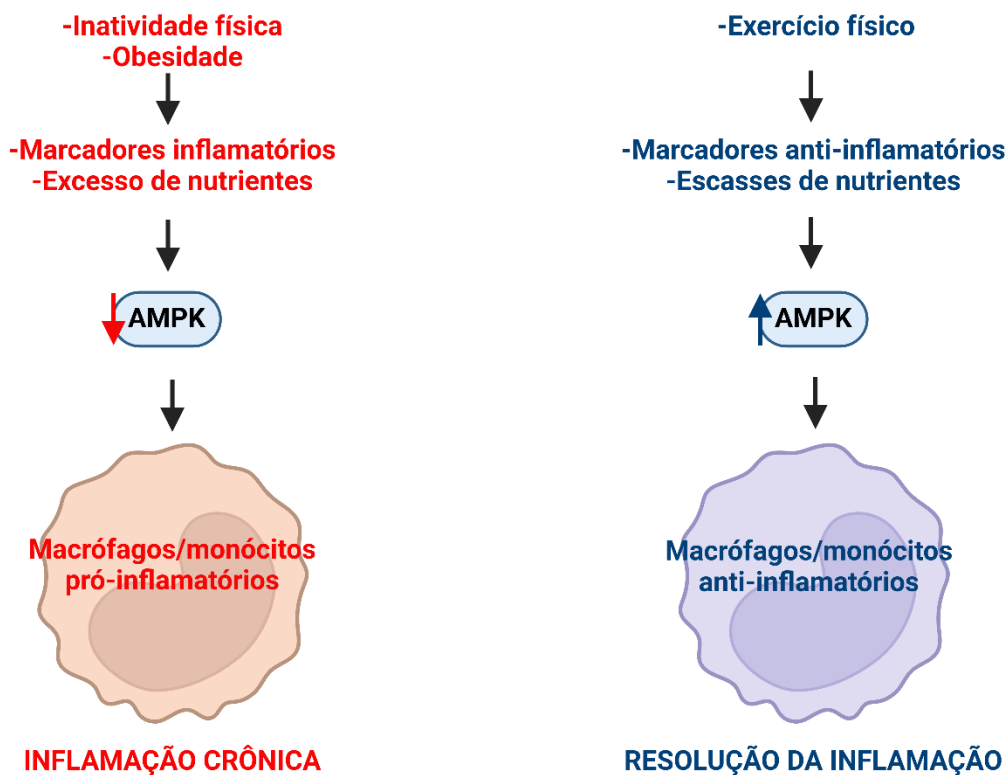 -Inatividade física
-Obesidade
-Marcadores inflamatórios
-Excesso de nutrientes
AMPK
Macrófagos/monócitos
pró-inflamatórios
INFLAMAÇÃO CRÔNICA
-Exercício físico
-Marcadores anti-inflamatórios
-Escasses de nutrientes
AMPK
Macrófagos/monócitos
anti-inflamatórios
RESOLUÇÃO DA INFLAMAÇÃO